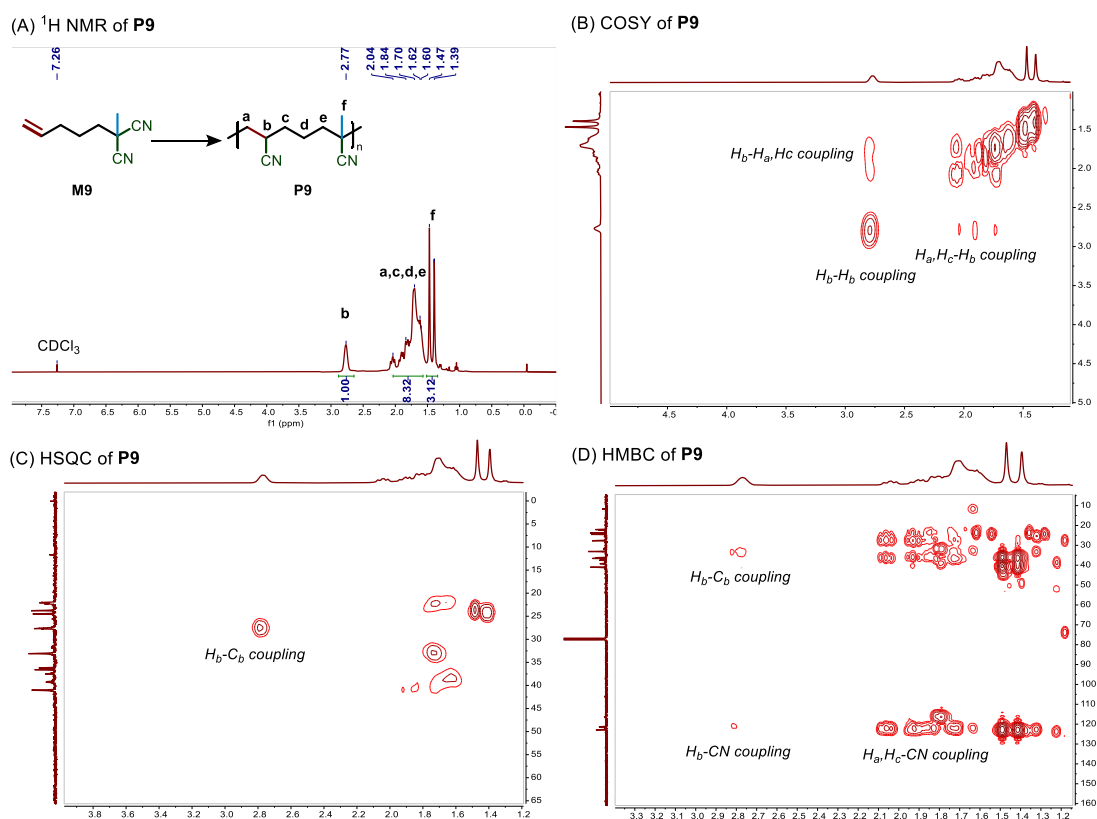 (A) ¹H NMR of P9
7.26
2.77
2.04
1.84
1.70
1.62
1.60
1.47
1.39
CN
CN
M9
a
b
c
d
e
f
CN
CN
n
P9
f
a,c,d,e
b
CDCl₃
1.00
8.32
3.12
7.5 7.0 6.5 6.0 5.5 5.0 4.5 4.0 3.5 3.0 2.5 2.0 1.5 1.0 0.5 0.0 -0
f1 (ppm)
(B) COSY of P9
Hb-Ha,Hc coupling
Hb-Hb coupling
Ha,Hc-Hb coupling
1.5
2.0
2.5
3.0
3.5
4.0
4.5
5.0
4.5 4.0 3.5 3.0 2.5 2.0 1.5
(C) HSQC of P9
Hb-Cb coupling
0
5
10
15
20
25
30
35
40
45
50
55
60
65
3.8 3.6 3.4 3.2 3.0 2.8 2.6 2.4 2.2 2.0 1.8 1.6 1.4 1.2
(D) HMBC of P9
Hb-Cb coupling
Hb-CN coupling
Ha,Hc-CN coupling
10
20
30
40
50
60
70
80
90
100
110
120
130
140
150
160
3.3 3.2 3.1 3.0 2.9 2.8 2.7 2.6 2.5 2.4 2.3 2.2 2.1 2.0 1.9 1.8 1.7 1.6 1.5 1.4 1.3 1.2